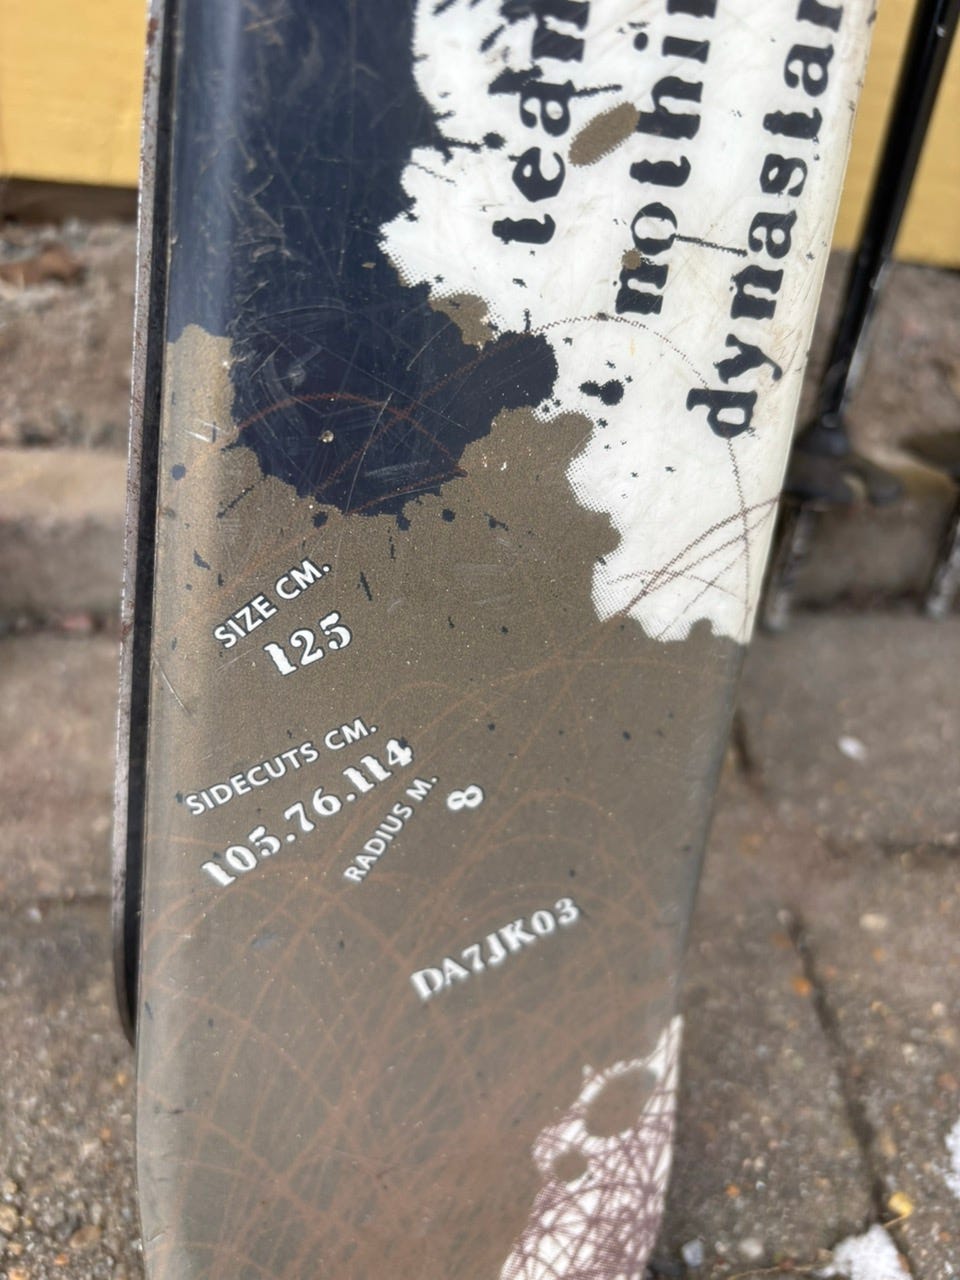 dynastar
SIZE CM.
125
SIDECUTS CM.
105.76.114
RADIUS M.
8
DA7JK03